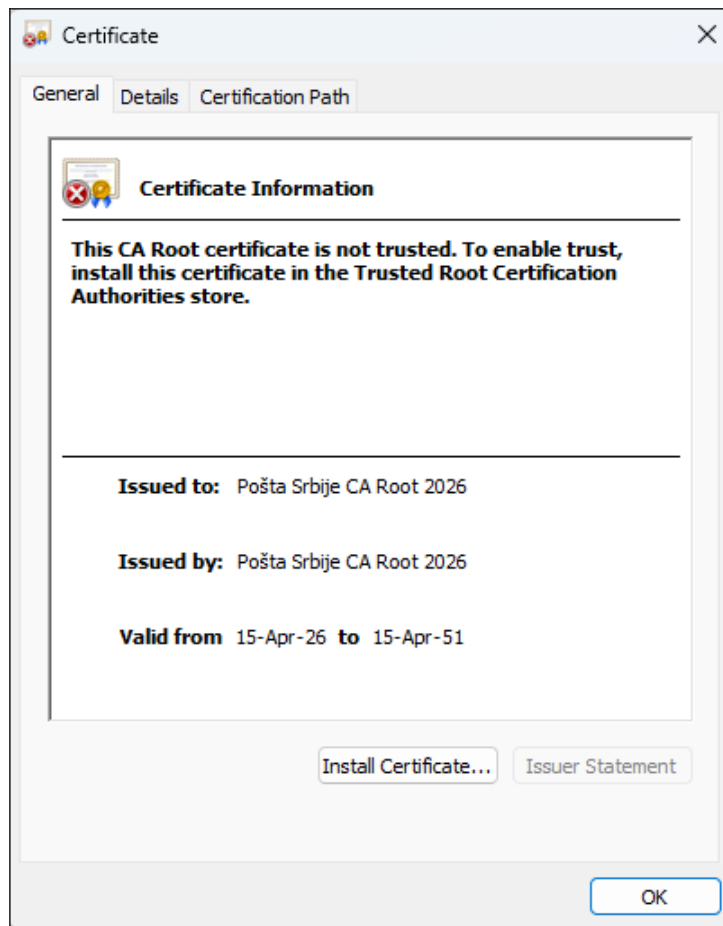 Certificate
General
Details
Certification Path
Certificate Information
This CA Root certificate is not trusted. To enable trust,
install this certificate in the Trusted Root Certification
Authorities store.
Issued to: Pošta Srbije CA Root 2026
Issued by: Pošta Srbije CA Root 2026
Valid from 15-Apr-26 to 15-Apr-51
Install Certificate...
Issuer Statement
OK